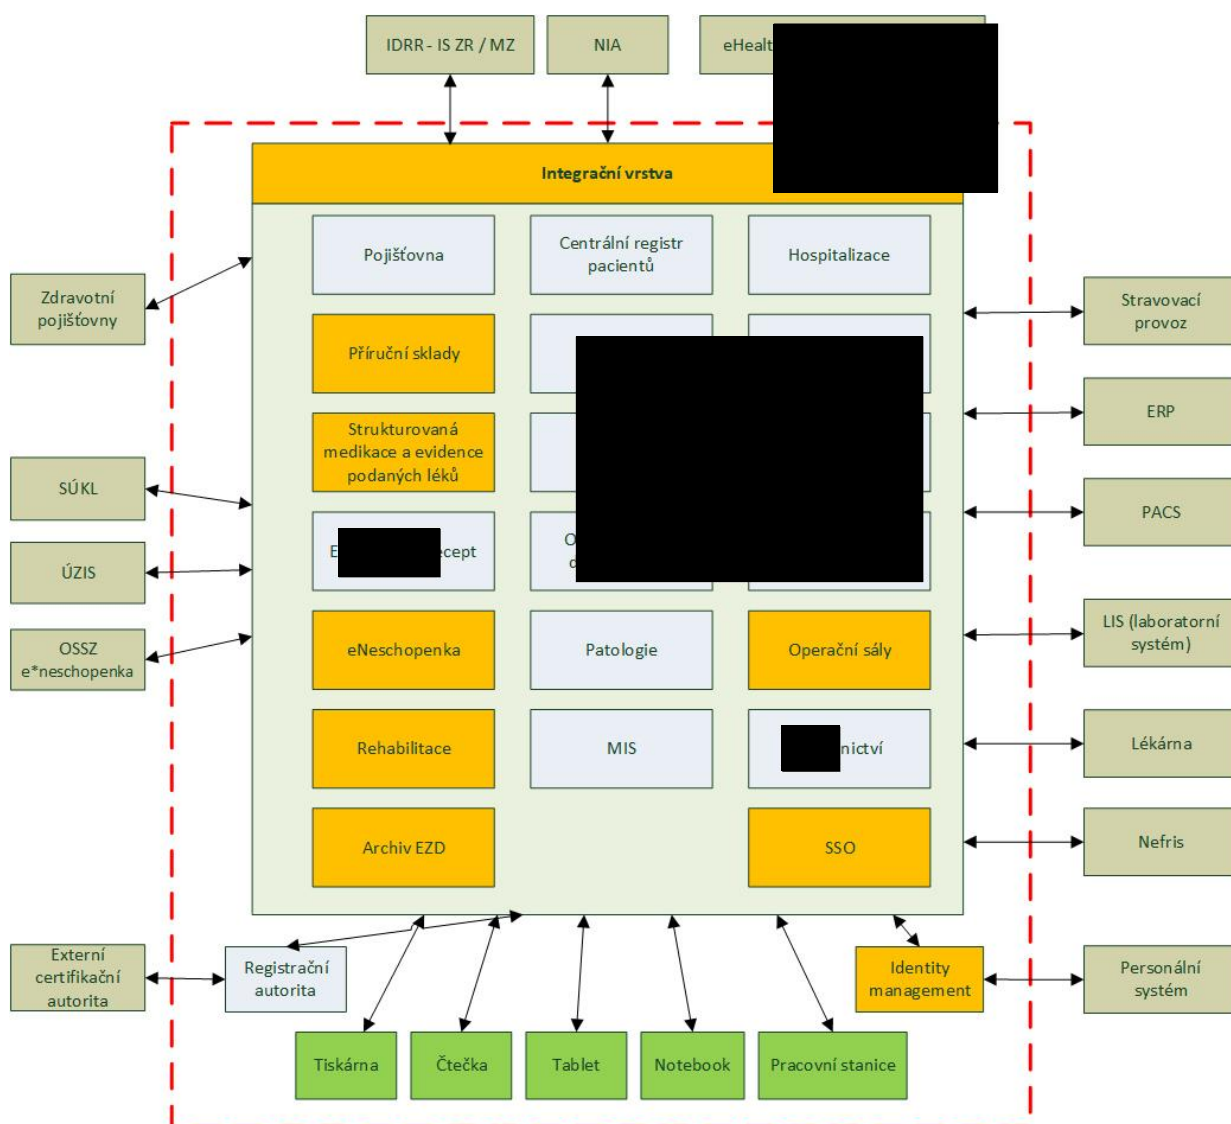 IDRR - IS ZR / MZ
NIA
Integrační vrstva
Pojišťovna
Centrální registr
pacientů
Hospitalizace
Zdravotní
pojišťovny
Stravovací
provoz
Příruční sklady
ERP
Strukturovaná
medikace a evidence
podaných léků
SÚKL
PACS
ÚZIS
OSSZ
e*neschopenka
eNeschopenka
Patologie
Operační sály
LIS (laboratorní
systém)
Rehabilitace
MIS
Lékárna
Archiv EZD
SSO
Nefris
Externí
certifikační
autorita
Registrační
autorita
Identity
management
Personální
systém
Tiskárna
Čtečka
Tablet
Notebook
Pracovní stanice